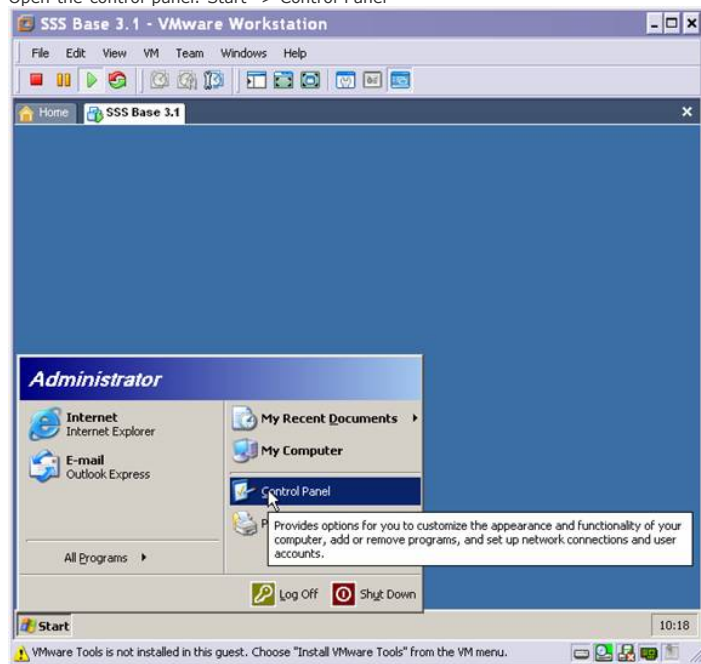 Open the control panel. Start -> Control Panel
SSS Base 3.1 - VMware Workstation
File Edit View VM Team Windows Help
Home SSS Base 3.1
Administrator
Internet
Internet Explorer
E-mail
Outlook Express
All Programs
My Recent Documents
My Computer
Control Panel
P
Provides options for you to customize the appearance and functionality of your
computer, add or remove programs, and set up network connections and user
accounts.
Log Off Shut Down
Start 10:18
VMware Tools is not installed in this guest. Choose "Install VMware Tools" from the VM menu.